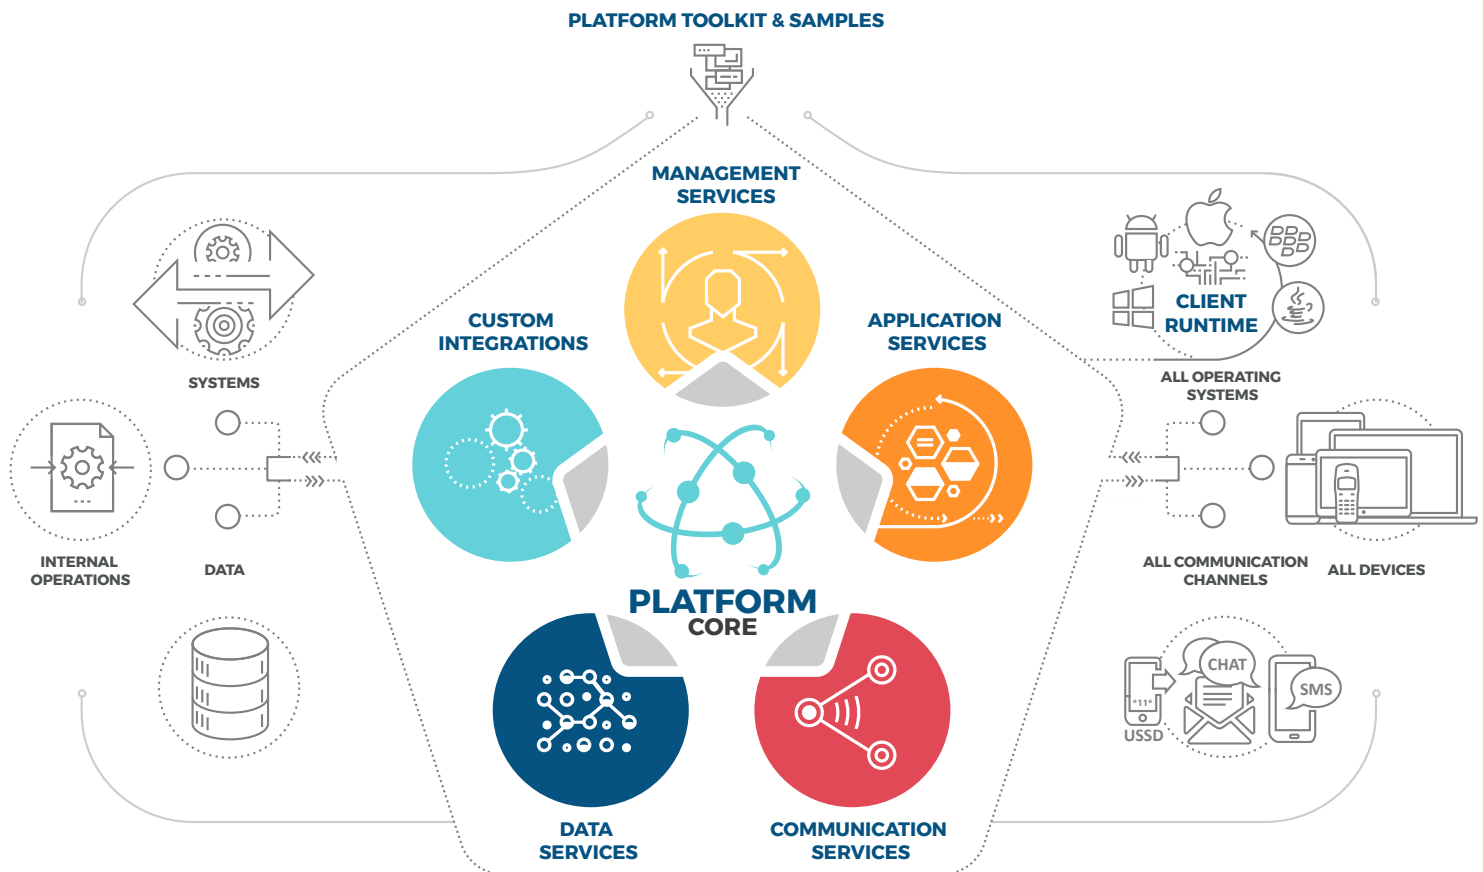 PLATFORM TOOLKIT & SAMPLES
MANAGEMENT
SERVICES
CUSTOM
INTEGRATIONS
APPLICATION
SERVICES
CLIENT
RUNTIME
SYSTEMS
ALL OPERATING
SYSTEMS
INTERNAL
OPERATIONS
DATA
ALL COMMUNICATION
CHANNELS
ALL DEVICES
PLATFORM
CORE
CHAT
SMS
*11*
USSD
DATA
SERVICES
COMMUNICATION
SERVICES